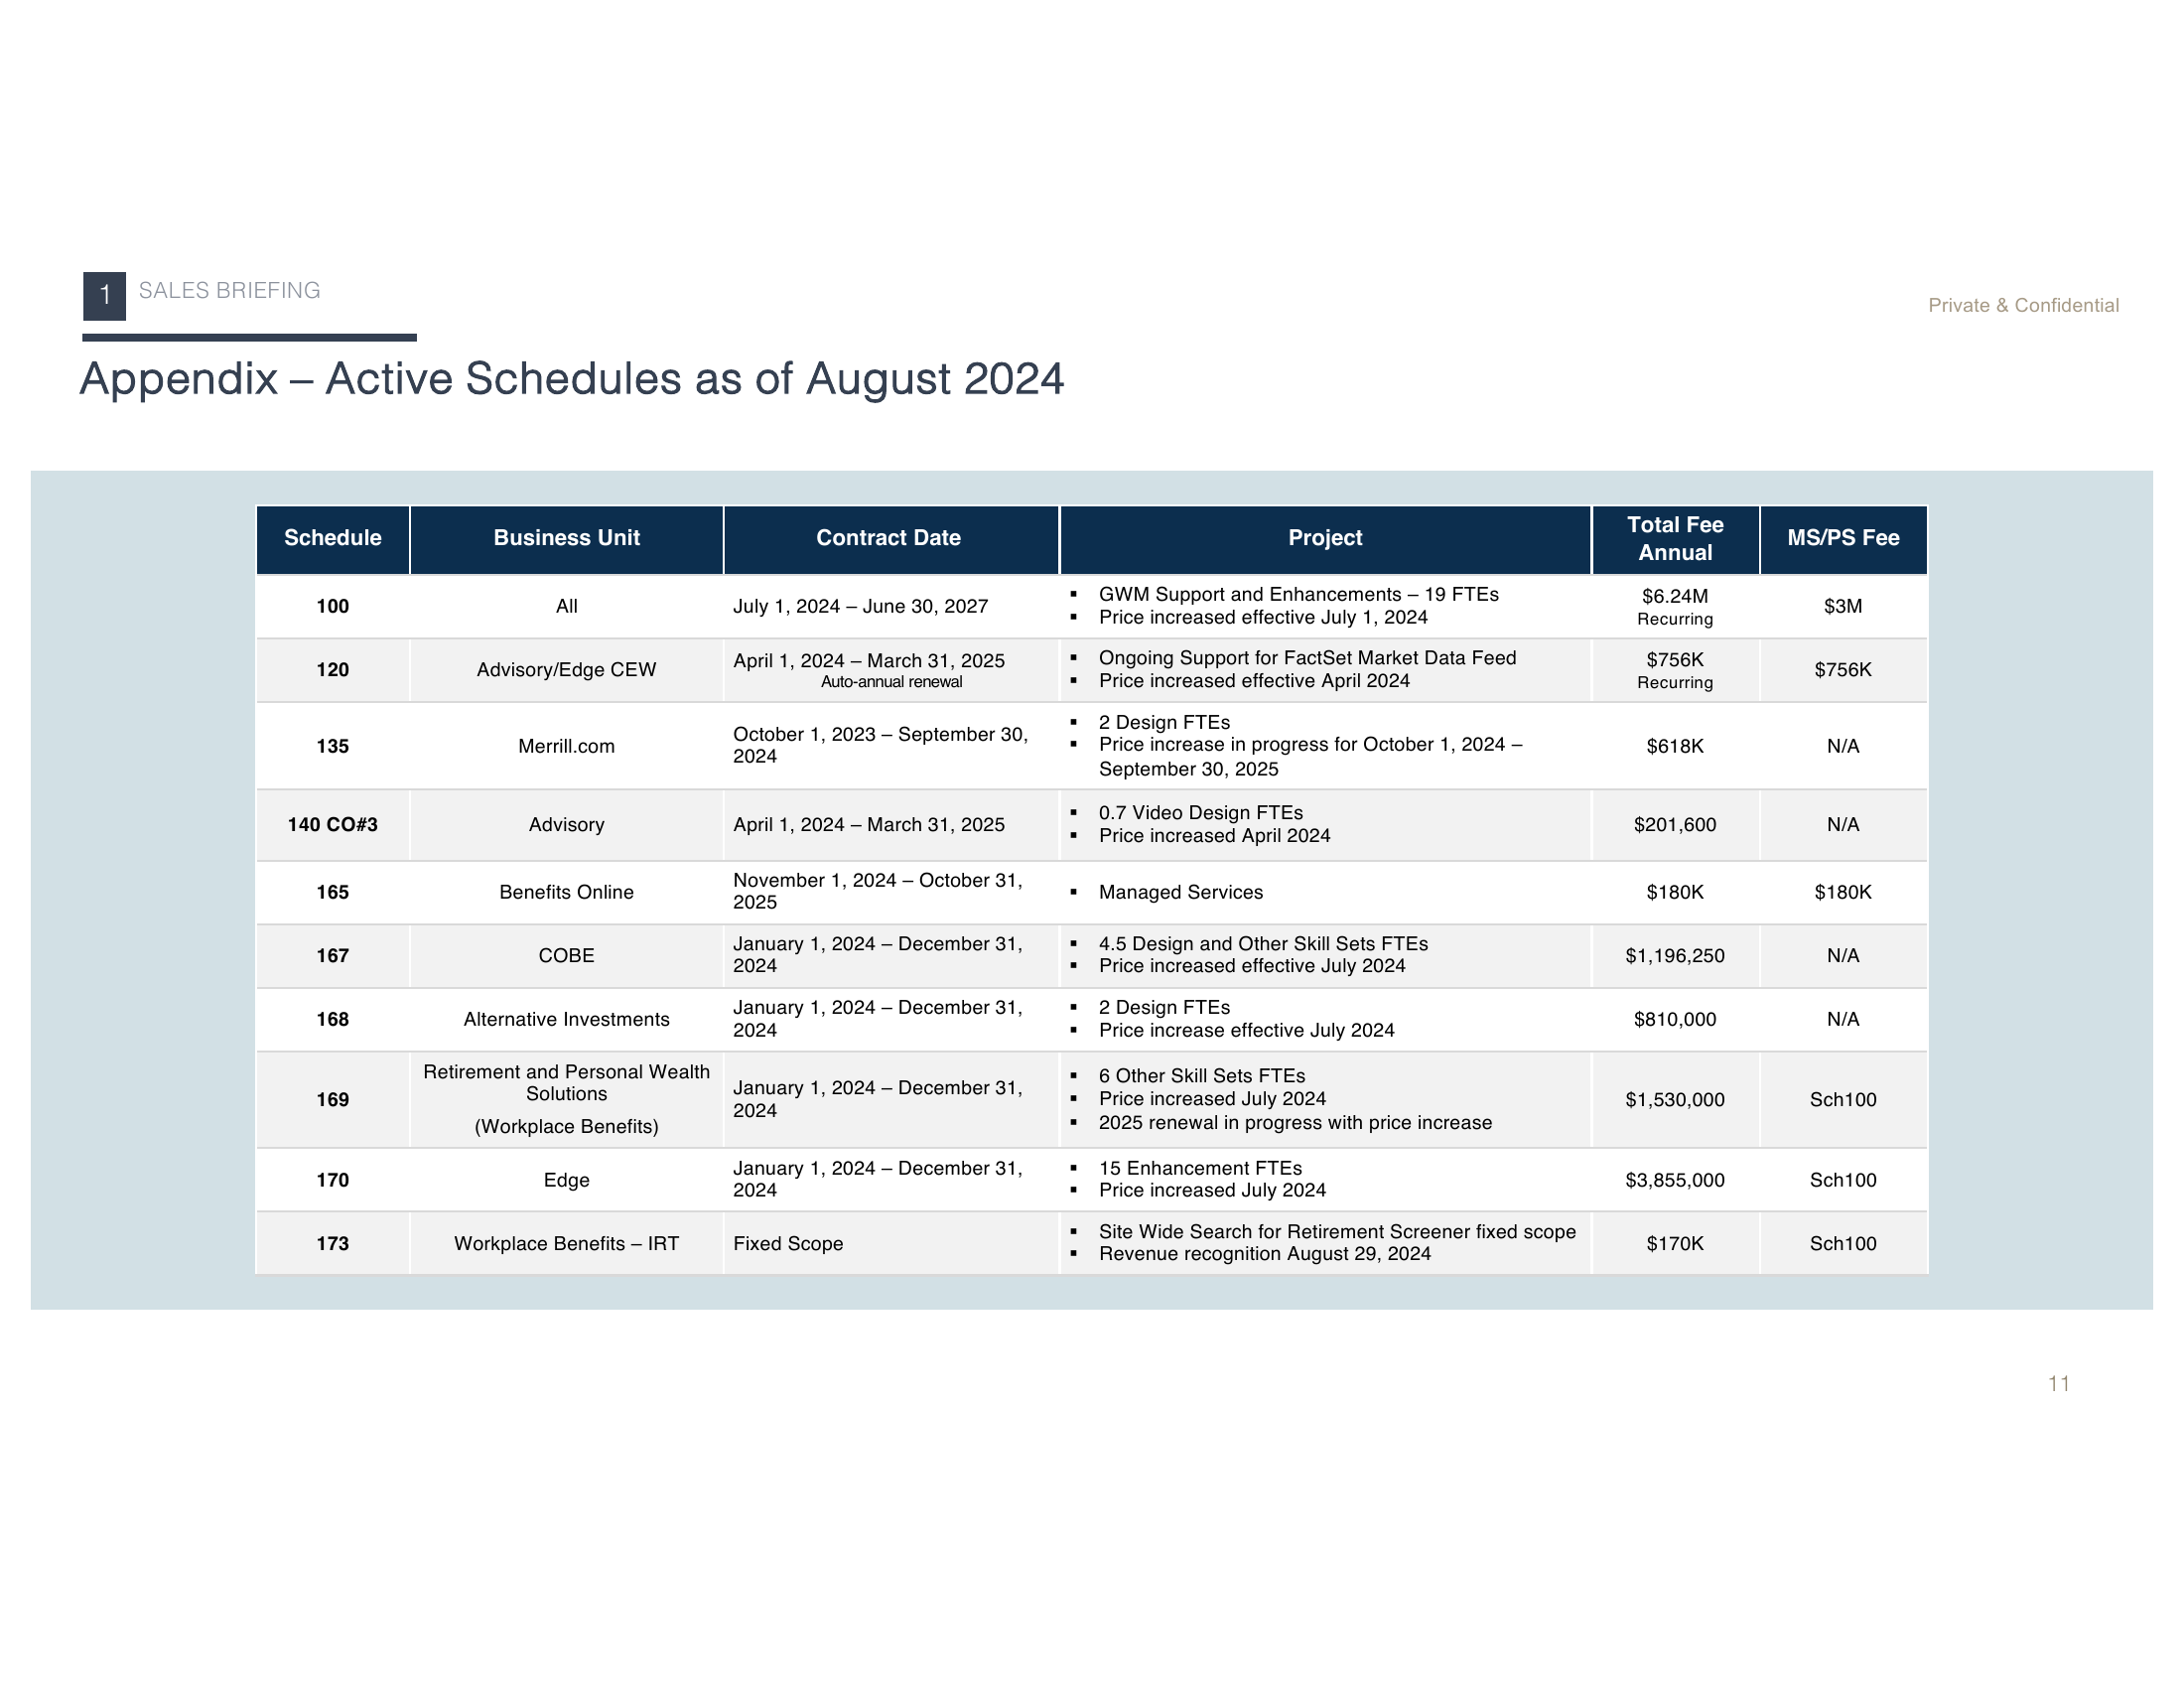 1 SALES BRIEFING
Private & Confidential
Appendix – Active Schedules as of August 2024
Schedule
Business Unit
Contract Date
Project
Total Fee
Annual
MS/PS Fee
100
All
July 1, 2024 – June 30, 2027
▪ GWM Support and Enhancements – 19 FTEs
▪ Price increased effective July 1, 2024
$6.24M
Recurring
$3M
120
Advisory/Edge CEW
April 1, 2024 – March 31, 2025
Auto-annual renewal
▪ Ongoing Support for FactSet Market Data Feed
▪ Price increased effective April 2024
$756K
Recurring
$756K
135
Merrill.com
October 1, 2023 – September 30,
2024
▪ 2 Design FTEs
▪ Price increase in progress for October 1, 2024 –
September 30, 2025
$618K
N/A
140 CO#3
Advisory
April 1, 2024 – March 31, 2025
▪ 0.7 Video Design FTEs
▪ Price increased April 2024
$201,600
N/A
165
Benefits Online
November 1, 2024 – October 31,
2025
▪ Managed Services
$180K
$180K
167
COBE
January 1, 2024 – December 31,
2024
▪ 4.5 Design and Other Skill Sets FTEs
▪ Price increased effective July 2024
$1,196,250
N/A
168
Alternative Investments
January 1, 2024 – December 31,
2024
▪ 2 Design FTEs
▪ Price increase effective July 2024
$810,000
N/A
169
Retirement and Personal Wealth
Solutions
(Workplace Benefits)
January 1, 2024 – December 31,
2024
▪ 6 Other Skill Sets FTEs
▪ Price increased July 2024
▪ 2025 renewal in progress with price increase
$1,530,000
Sch100
170
Edge
January 1, 2024 – December 31,
2024
▪ 15 Enhancement FTEs
▪ Price increased July 2024
$3,855,000
Sch100
173
Workplace Benefits – IRT
Fixed Scope
▪ Site Wide Search for Retirement Screener fixed scope
▪ Revenue recognition August 29, 2024
$170K
Sch100
11